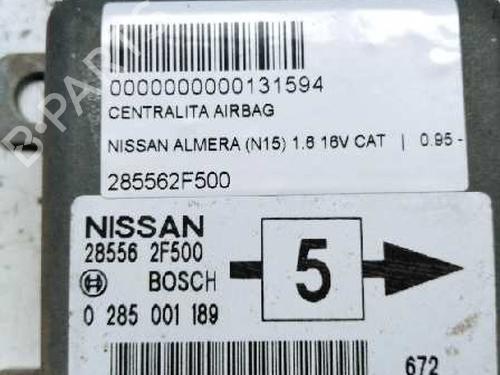 B-PARTS
0000000000131594
CENTRALITA AIRBAG
NISSAN ALMERA (N15) 1.6 16V CAT | 0.95 -
285562F500
NISSAN
28556 2F500
BOSCH
0 285 001 189
5
672